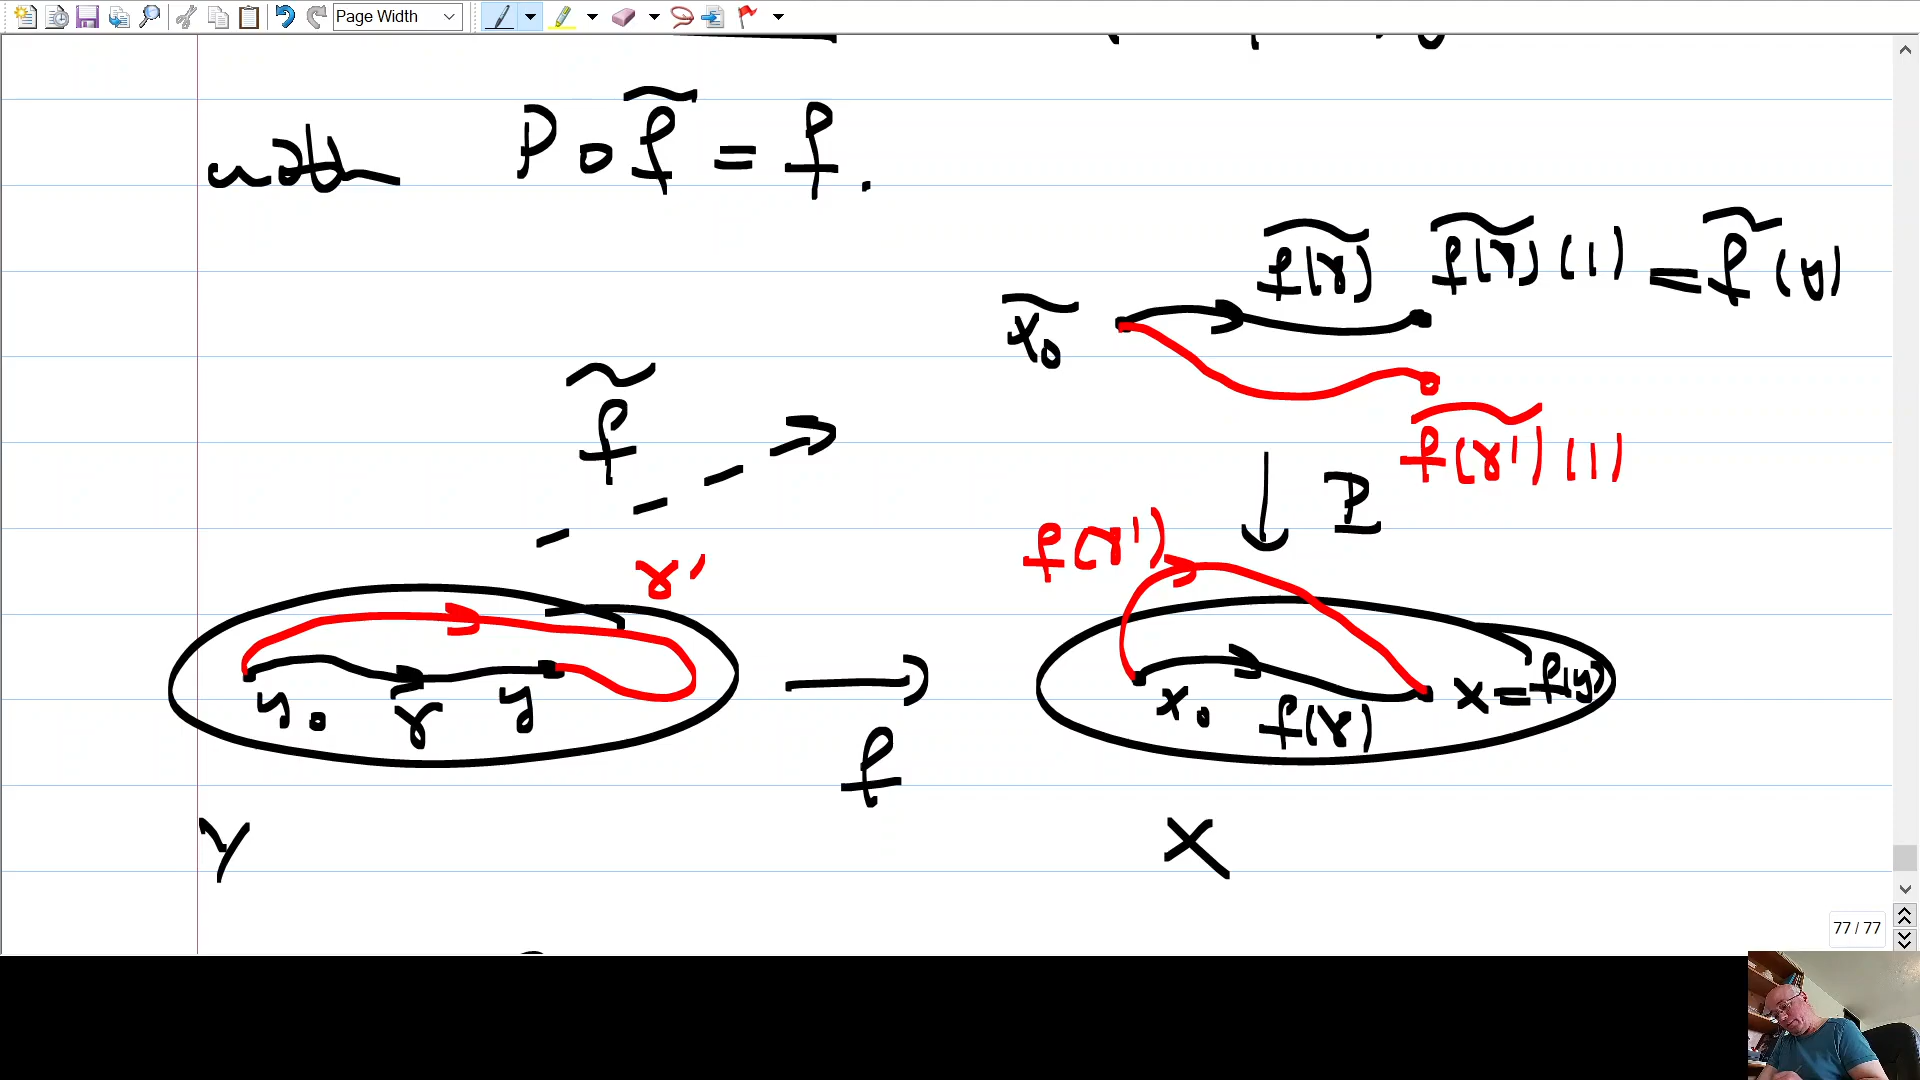 Page Width
with P ∘ f̃ = f.
f̃(γ) f̃(γ)(1) = f̃(y)
x̃₀
f̃
f̃(γ')(1)
P
f(γ')
γ'
y₀ γ y
x₀ f(γ) x = f(y)
f
Y X
77 / 77